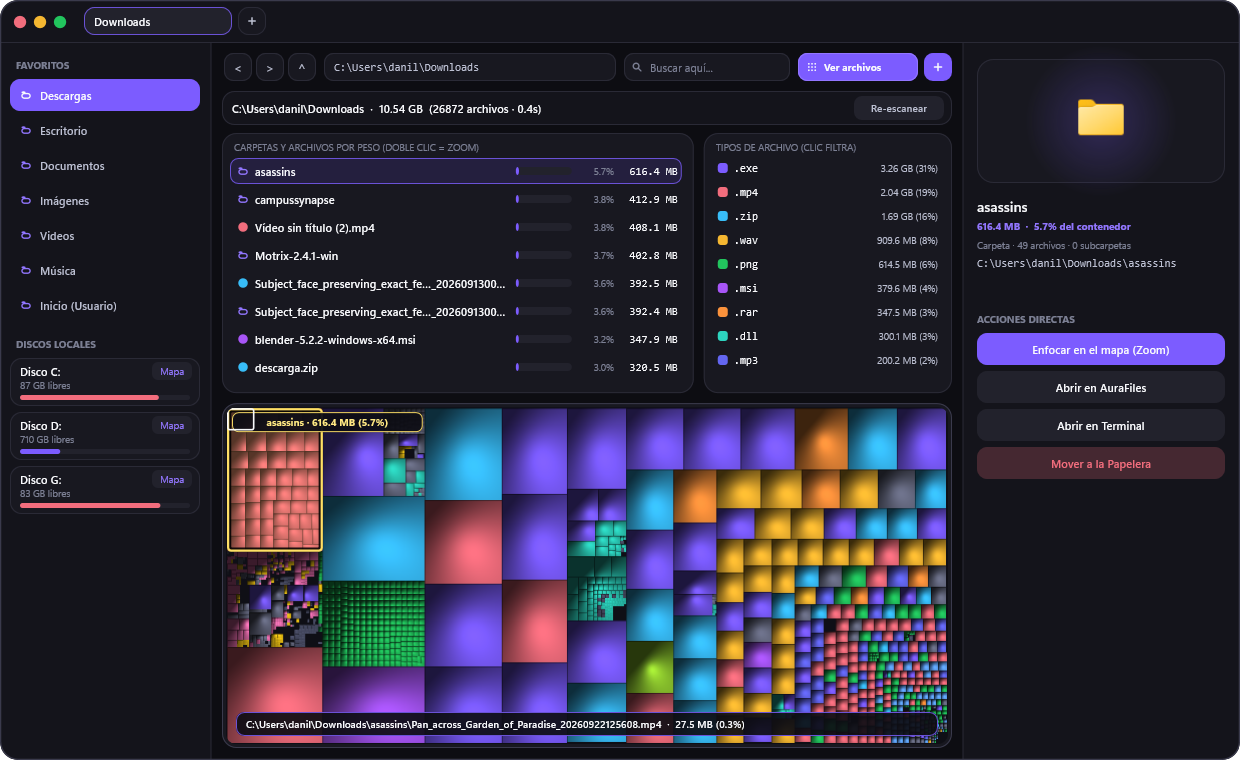 Downloads
+
FAVORITOS
Descargas
Escritorio
Documentos
Imágenes
Videos
Música
Inicio (Usuario)
DISCOS LOCALES
Disco C: Mapa
87 GB libres
Disco D: Mapa
710 GB libres
Disco G: Mapa
83 GB libres
< > ^ C:\Users\danil\Downloads Buscar aquí... Ver archivos +
C:\Users\danil\Downloads · 10.54 GB (26872 archivos · 0.4s) Re-escanear
CARPETAS Y ARCHIVOS POR PESO (DOBLE CLIC = ZOOM)
asassins 5.7% 616.4 MB
campussynapse 3.8% 412.9 MB
Vídeo sin título (2).mp4 3.8% 408.1 MB
Motrix-2.4.1-win 3.7% 402.8 MB
Subject_face_preserving_exact_fe..._2026091300... 3.6% 392.5 MB
Subject_face_preserving_exact_fe..._2026091300... 3.6% 392.4 MB
blender-5.2.2-windows-x64.msi 3.2% 347.9 MB
descarga.zip 3.0% 320.5 MB
TIPOS DE ARCHIVO (CLIC FILTRA)
.exe 3.26 GB (31%)
.mp4 2.04 GB (19%)
.zip 1.69 GB (16%)
.wav 909.6 MB (8%)
.png 614.5 MB (6%)
.msi 379.6 MB (4%)
.rar 347.5 MB (3%)
.dll 300.1 MB (3%)
.mp3 200.2 MB (2%)
asassins · 616.4 MB (5.7%)
C:\Users\danil\Downloads\asassins\Pan_across_Garden_of_Paradise_20260922125608.mp4 · 27.5 MB (0.3%)
asassins
616.4 MB · 5.7% del contenedor
Carpeta · 49 archivos · 0 subcarpetas
C:\Users\danil\Downloads\asassins
ACCIONES DIRECTAS
Enfocar en el mapa (Zoom)
Abrir en AuraFiles
Abrir en Terminal
Mover a la Papelera